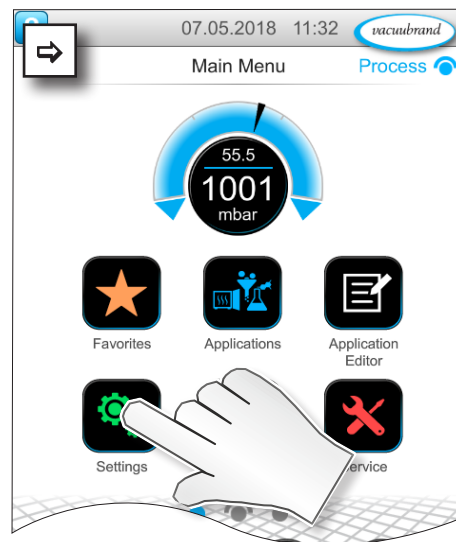 07.05.2018 11:32 vacuubrand
Main Menu Process
55.5
1001
mbar
Favorites Applications Application
Editor
Settings ervice